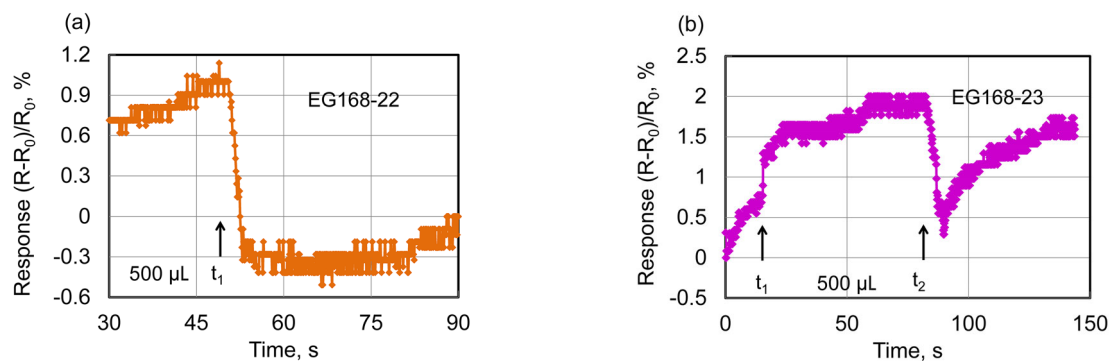 (a)
Response (R-R₀)/R₀, %
1.2
0.9
0.6
0.3
0
-0.3
-0.6
EG168-22
500 µL
t₁
30
45
60
75
90
Time, s
(b)
Response (R-R₀)/R₀, %
2.5
2
1.5
1
0.5
0
-0.5
EG168-23
t₁
500 µL
t₂
0
50
100
150
Time, s